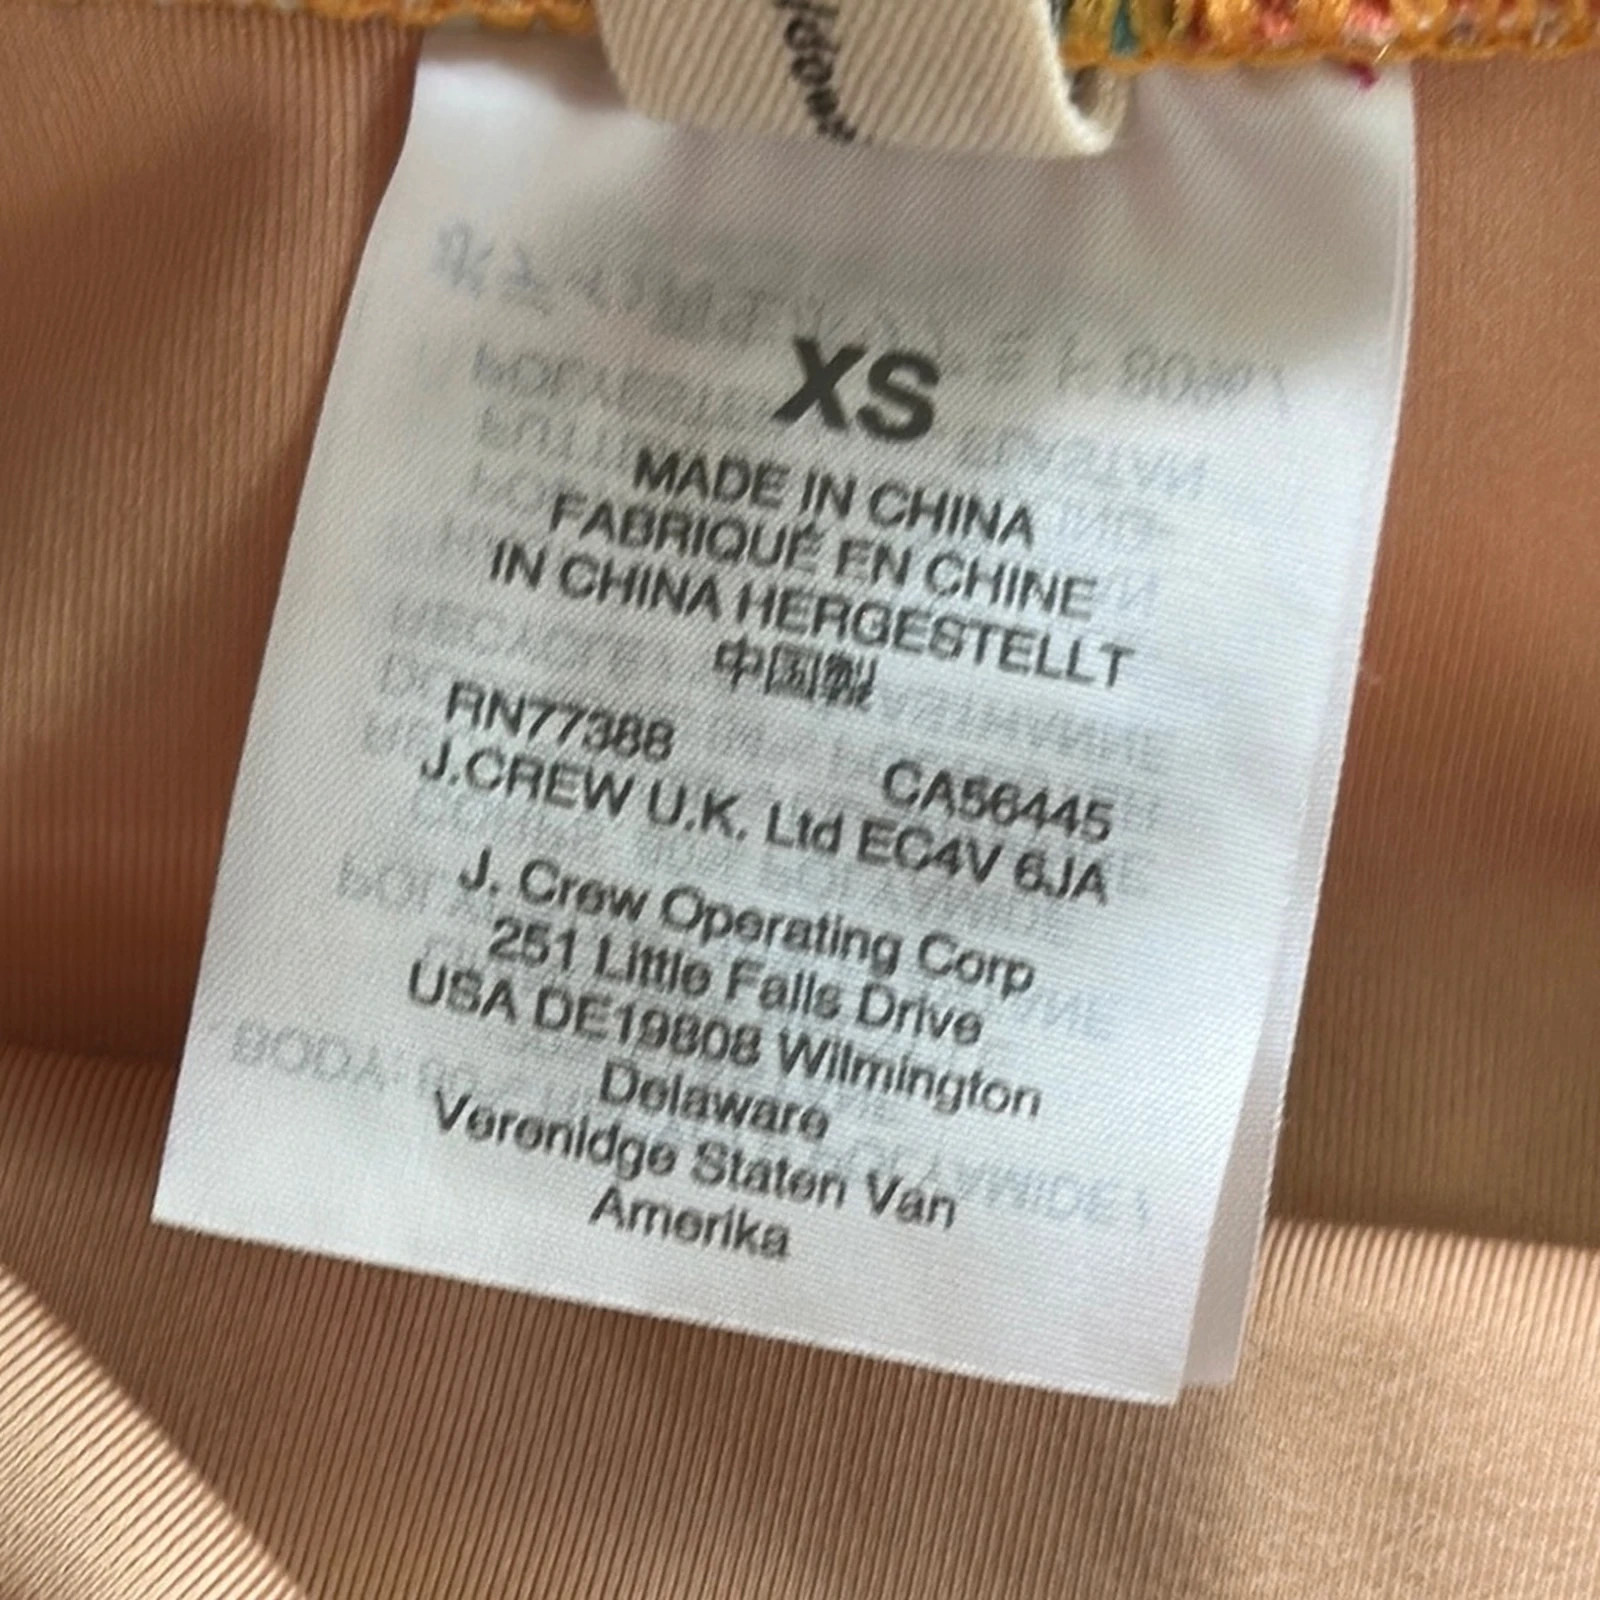 XS
MADE IN CHINA
FABRIQUÉ EN CHINE
IN CHINA HERGESTELLT
中国製
RN77388 CA56445
J.CREW U.K. Ltd EC4V 6JA
J. Crew Operating Corp
251 Little Falls Drive
USA DE19808 Wilmington
Delaware
Verenidge Staten Van
Amerika